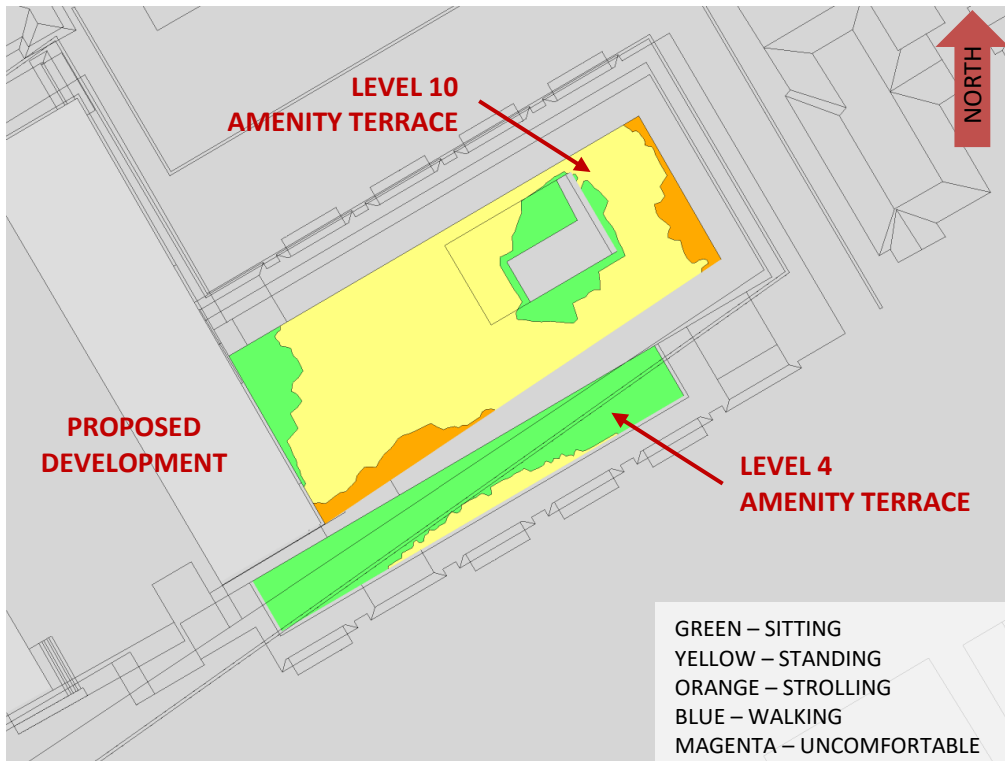 LEVEL 10
AMENITY TERRACE
NORTH
PROPOSED
DEVELOPMENT
LEVEL 4
AMENITY TERRACE
GREEN – SITTING
YELLOW – STANDING
ORANGE – STROLLING
BLUE – WALKING
MAGENTA – UNCOMFORTABLE